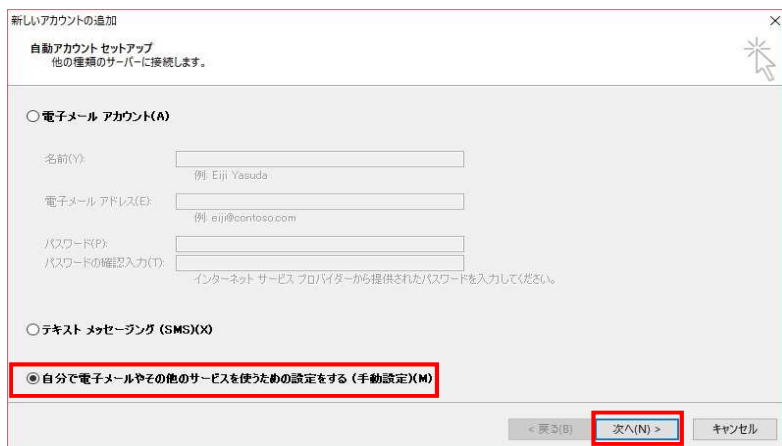 新しいアカウントの追加
自動アカウント セットアップ
他の種類のサーバーに接続します。
電子メール アカウント(A)
名前(Y):
例: Eiji Yasuda
電子メール アドレス(E):
例: eiji@contoso.com
パスワード(P):
パスワードの確認入力(T):
インターネット サービス プロバイダーから提供されたパスワードを入力してください。
テキスト メッセージング (SMS)(X)
自分で電子メールやその他のサービスを使うための設定をする (手動設定)(M)
< 戻る(B) 次へ(N) > キャンセル